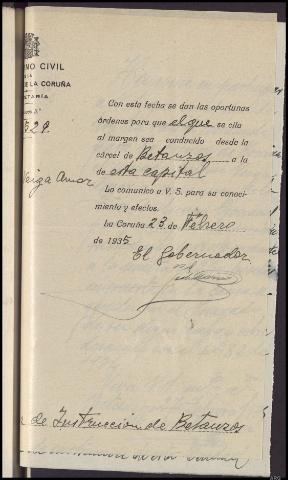 NO CIVIL
DE LA CORUÑA
ETARÍA
529.
Veiga Amor
Con esta fecha se dan las oportunas
órdenes para que el que se cita
al margen sea conducido desde la
cárcel de Betanzos a la
de esta capital
Lo comunico a V. S. para su conoci-
miento y efectos.
La Coruña 23 de Febrero
de 1935
El Gobernador
de Instrucción de Betanzos